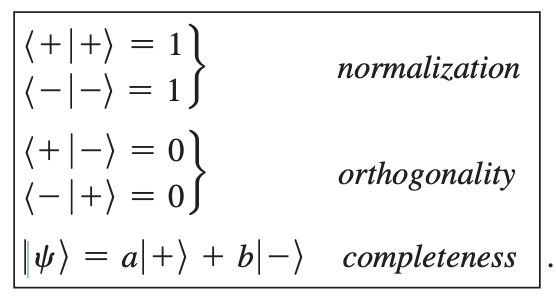 ⟨+|+⟩ = 1
⟨−|−⟩ = 1} normalization
⟨+|−⟩ = 0
⟨−|+⟩ = 0} orthogonality
|ψ⟩ = a|+⟩ + b|−⟩ completeness .